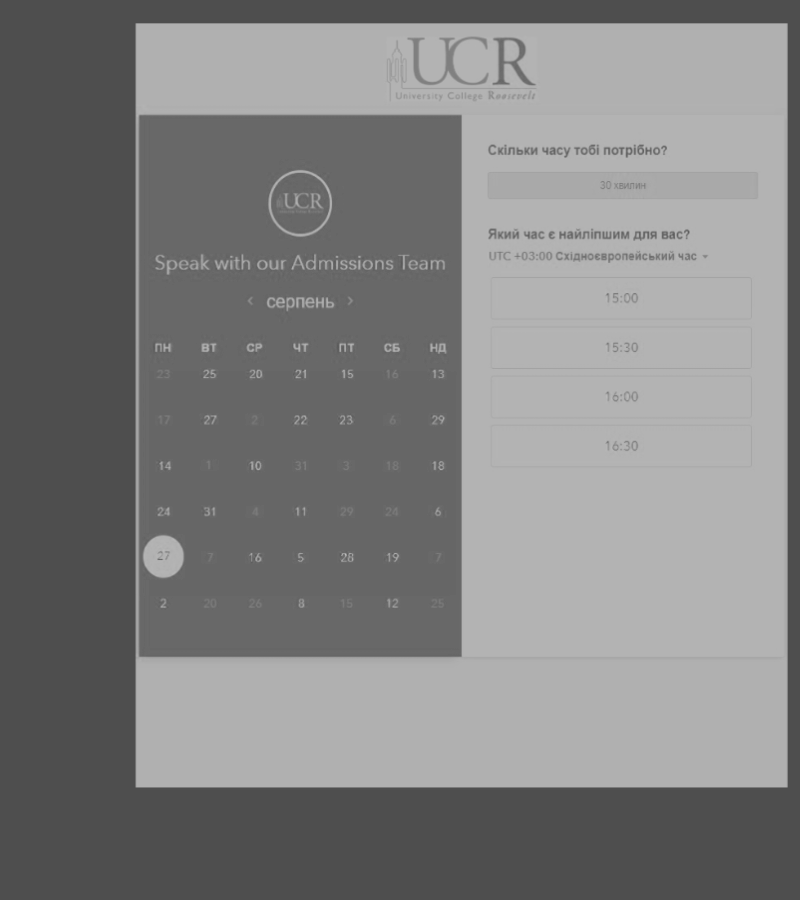 UCR
University College Roosevelt
UCR
Speak with our Admissions Team
‹ серпень ›
ПН ВТ СР ЧТ ПТ СБ НД
23 25 20 21 15 16 13
17 27 2 22 23 6 29
14 1 10 31 3 18 18
24 31 4 11 29 24 6
27 7 16 5 28 19 7
2 20 26 8 15 12 25
Скільки часу тобі потрібно?
30 хвилин
Який час є найліпшим для вас?
UTC +03:00 Східноєвропейський час
15:00
15:30
16:00
16:30